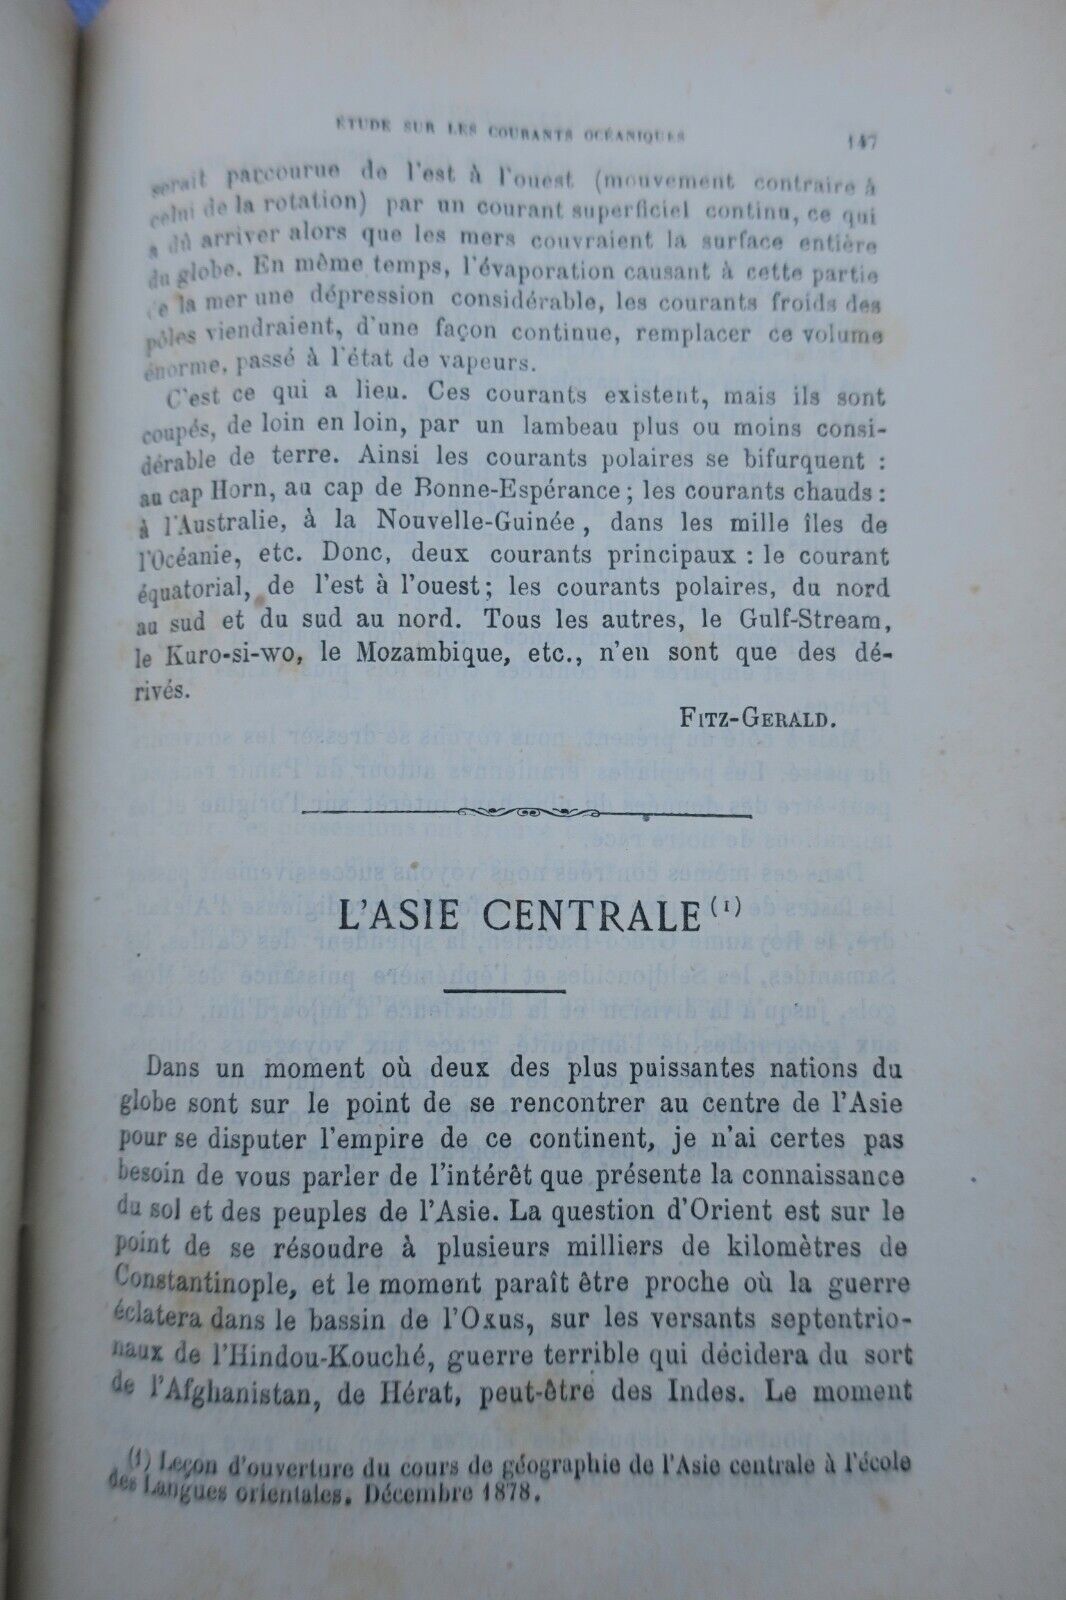 ÉTUDE SUR LES COURANTS OCÉANIQUES 147
serait parcourue de l'est à l'ouest (mouvement contraire à
celui de la rotation) par un courant superficiel continu, ce qui
a dû arriver alors que les mers couvraient la surface entière
du globe. En même temps, l'évaporation causant à cette partie
de la mer une dépression considérable, les courants froids des
pôles viendraient, d'une façon continue, remplacer ce volume
énorme, passé à l'état de vapeurs.
C'est ce qui a lieu. Ces courants existent, mais ils sont
coupés, de loin en loin, par un lambeau plus ou moins consi-
dérable de terre. Ainsi les courants polaires se bifurquent :
au cap Horn, au cap de Bonne-Espérance ; les courants chauds :
à l'Australie, à la Nouvelle-Guinée, dans les mille îles de
l'Océanie, etc. Donc, deux courants principaux : le courant
équatorial, de l'est à l'ouest ; les courants polaires, du nord
au sud et du sud au nord. Tous les autres, le Gulf-Stream,
le Kuro-si-wo, le Mozambique, etc., n'en sont que des dé-
rivés.
FITZ-GERALD.
L'ASIE CENTRALE (1)
Dans un moment où deux des plus puissantes nations du
globe sont sur le point de se rencontrer au centre de l'Asie
pour se disputer l'empire de ce continent, je n'ai certes pas
besoin de vous parler de l'intérêt que présente la connaissance
du sol et des peuples de l'Asie. La question d'Orient est sur le
point de se résoudre à plusieurs milliers de kilomètres de
Constantinople, et le moment paraît être proche où la guerre
éclatera dans le bassin de l'Oxus, sur les versants septentrio-
naux de l'Hindou-Kouché, guerre terrible qui décidera du sort
de l'Afghanistan, de Hérat, peut-être des Indes. Le moment
(1) Leçon d'ouverture du cours de géographie de l'Asie centrale à l'école
des Langues orientales. Décembre 1878.